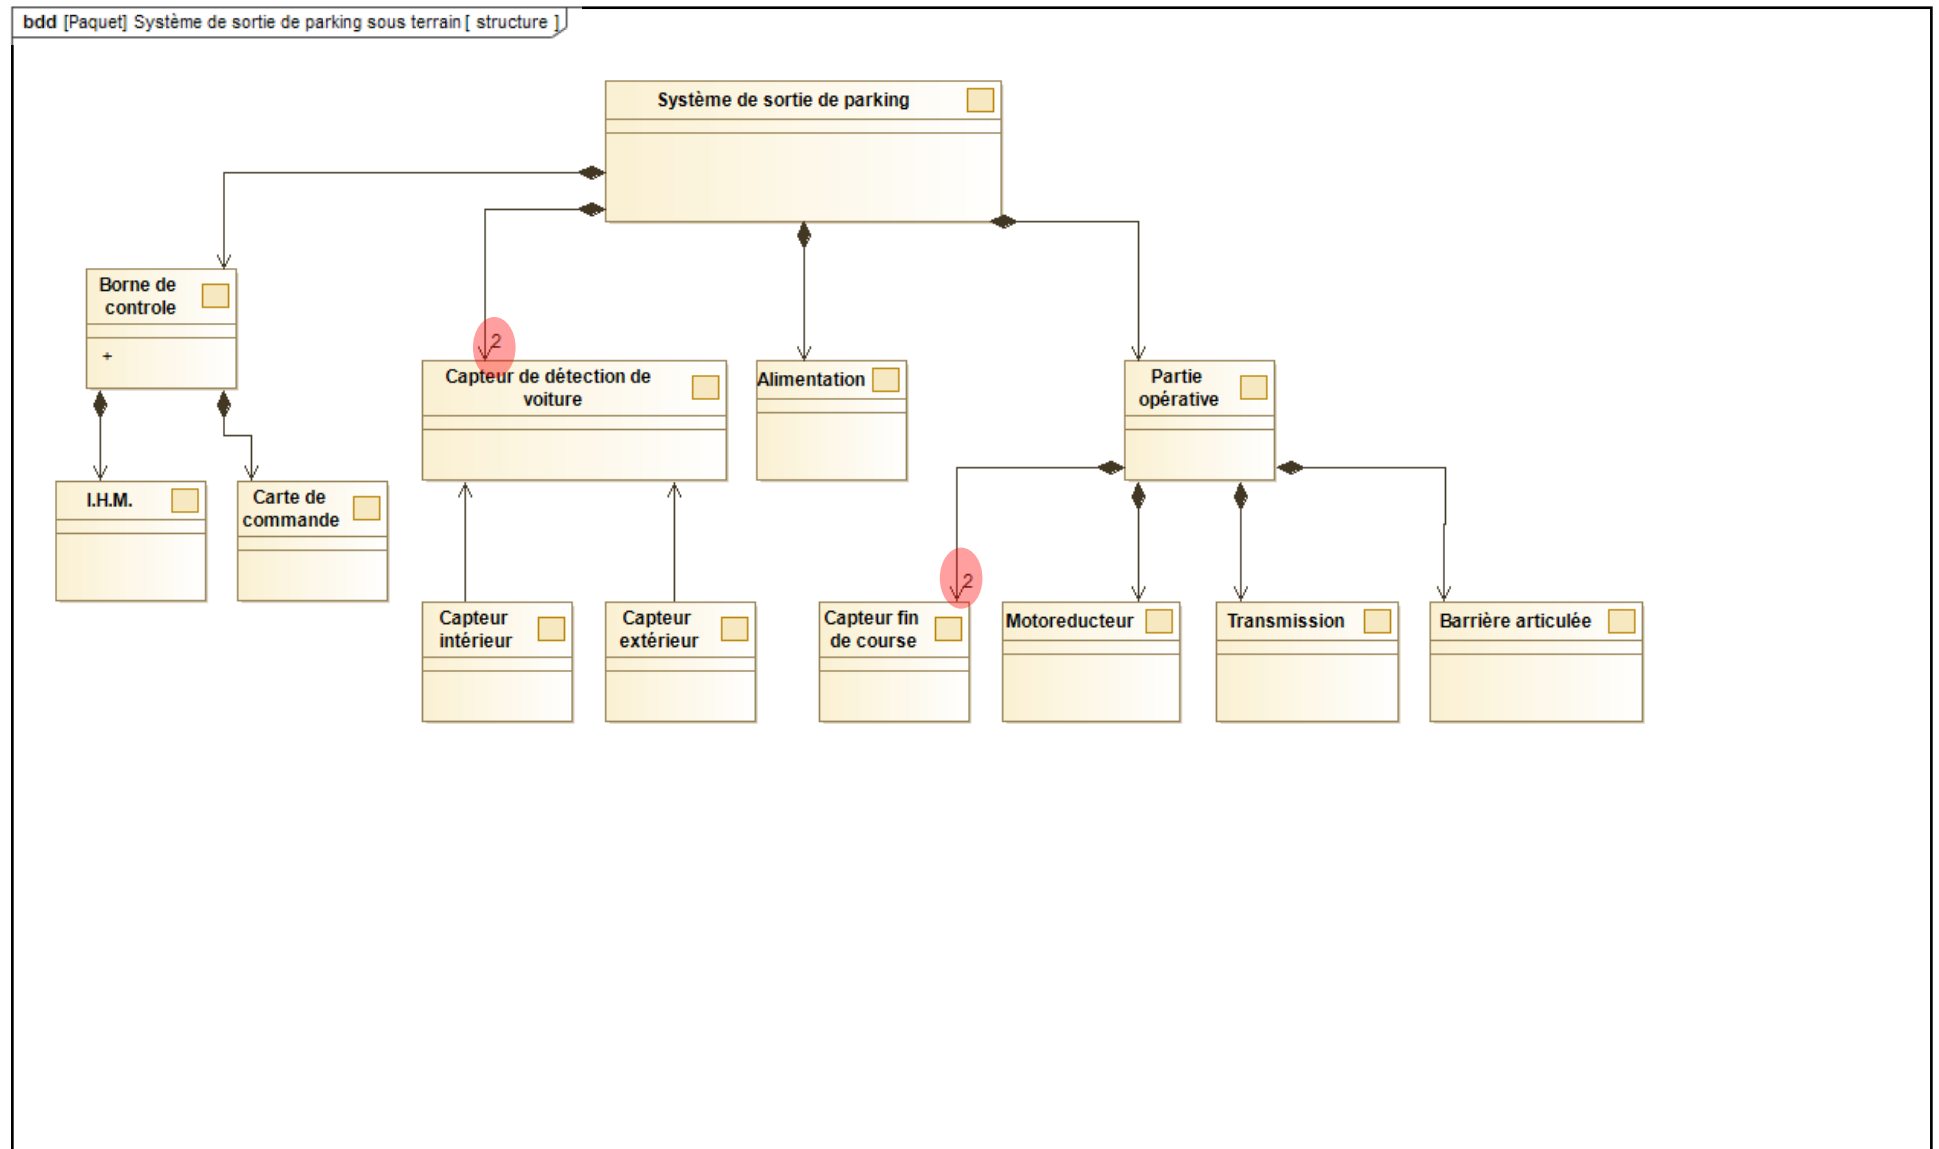 bdd [Paquet] Système de sortie de parking sous terrain [ structure ]
Système de sortie de parking
Borne de
controle
+
2
Capteur de détection de
voiture
Alimentation
Partie
opérative
I.H.M.
Carte de
commande
2
Capteur
intérieur
Capteur
extérieur
Capteur fin
de course
Motoreducteur
Transmission
Barrière articulée